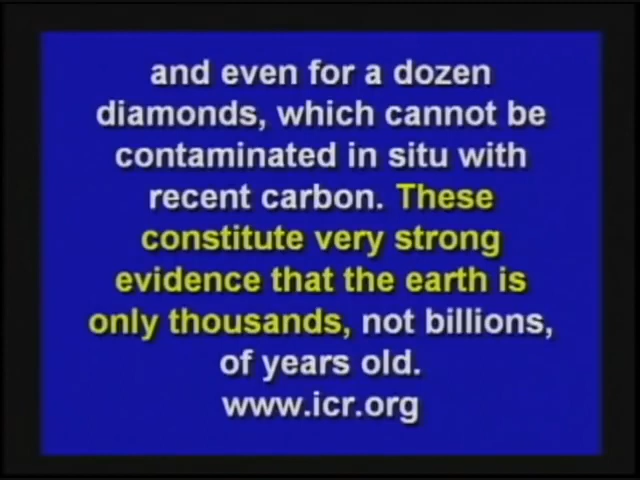 and even for a dozen
diamonds, which cannot be
contaminated in situ with
recent carbon. These
constitute very strong
evidence that the earth is
only thousands, not billions,
of years old.
www.icr.org